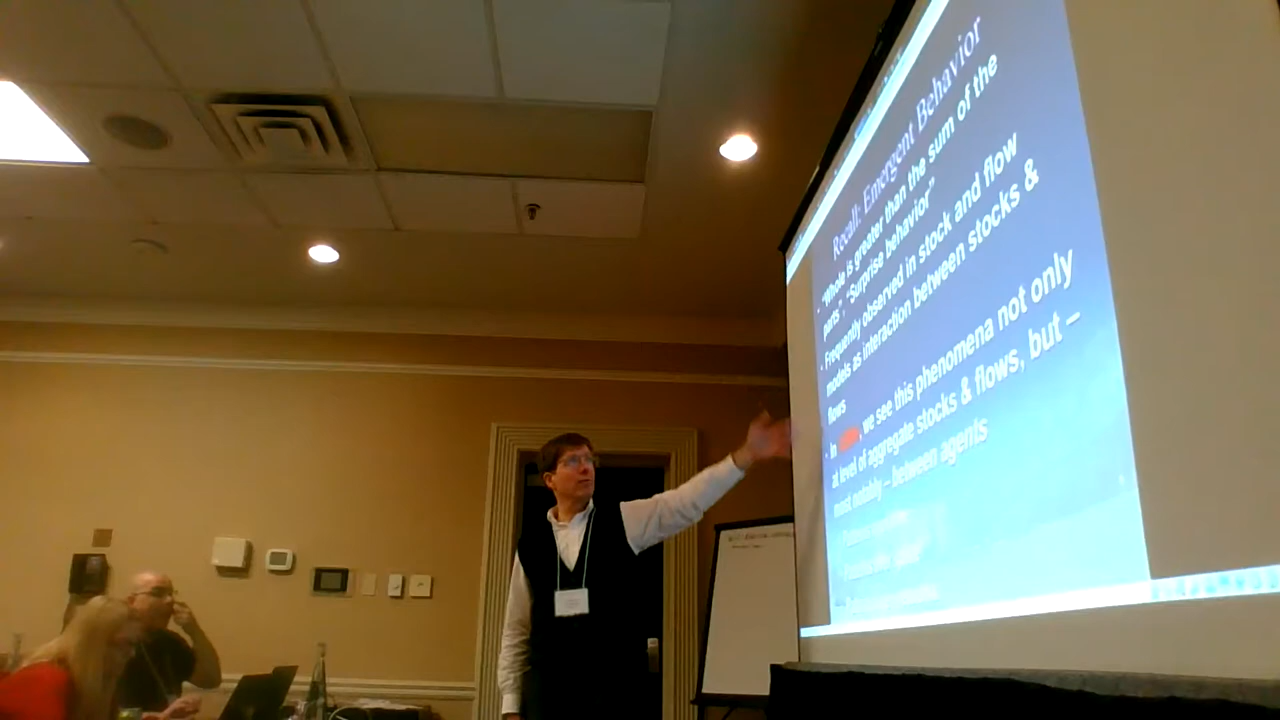 Recall: Emergent Behavior
• "Whole is greater than the sum of the
parts", "Surprise behavior"
• Frequently observed in stock and flow
models as interaction between stocks &
flows
• In we see this phenomena not only
at level of aggregate stocks & flows, but –
most notably – between agents